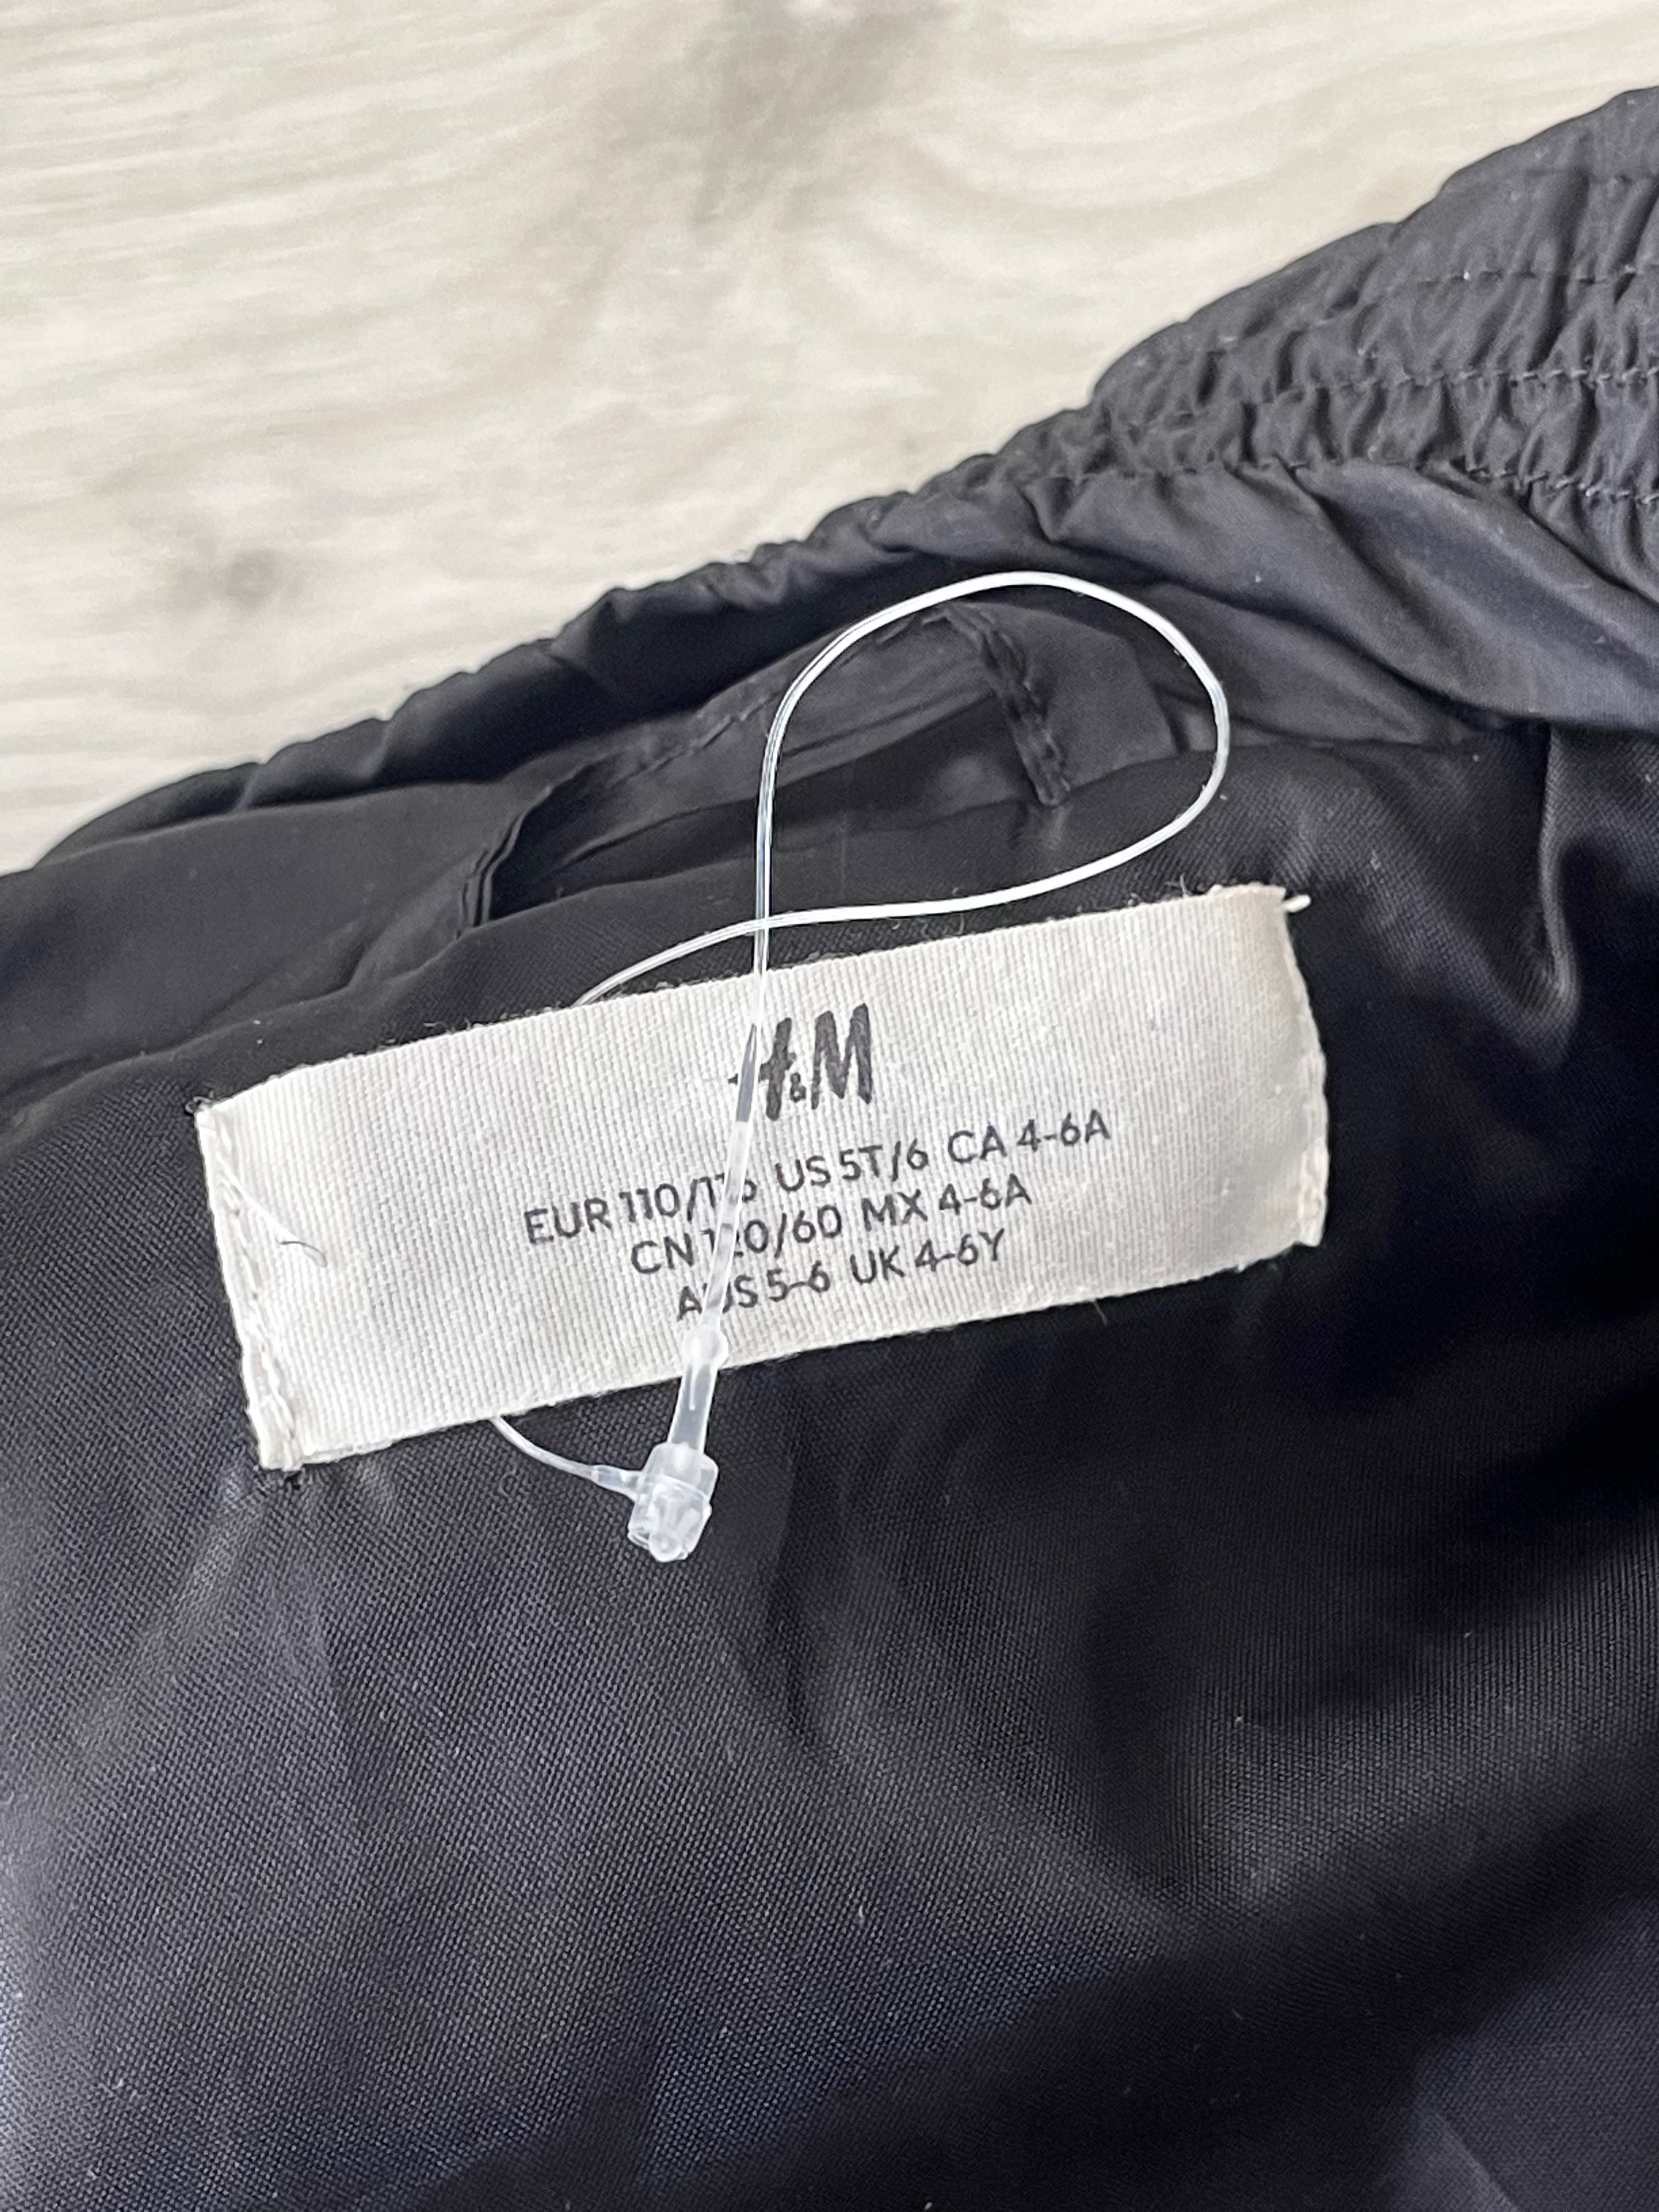 H&M
EUR 110/116 US 5T/6 CA 4-6A
CN 120/60 MX 4-6A
AUS 5-6 UK 4-6Y